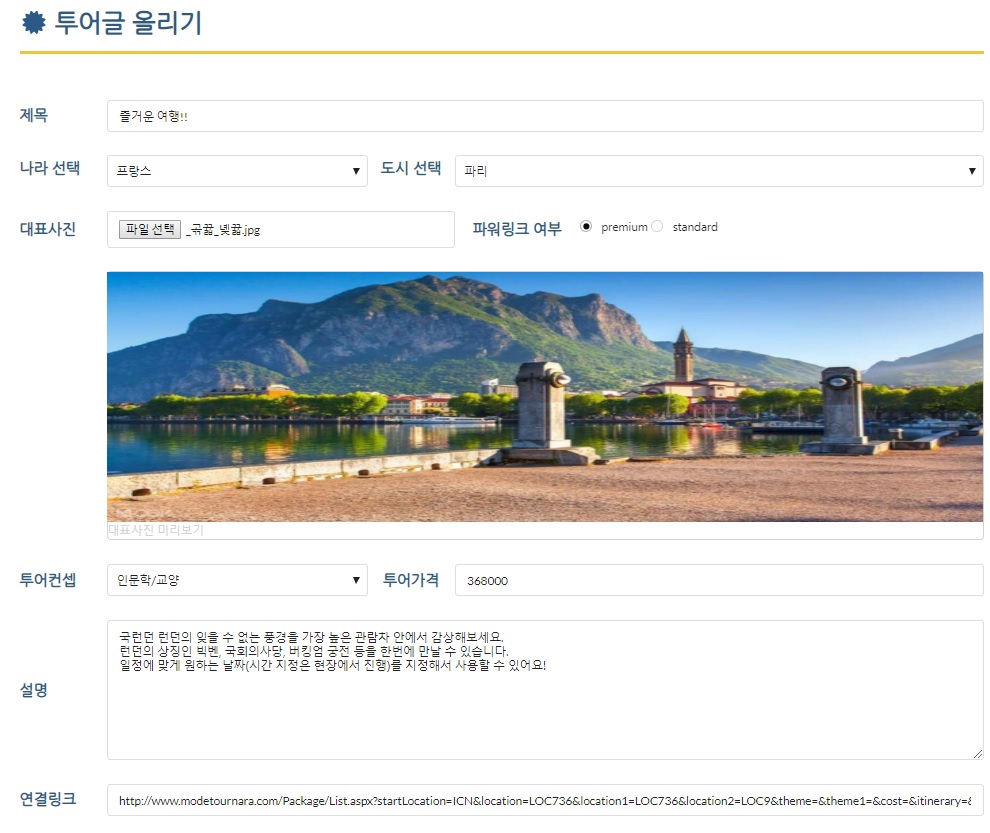 투어글 올리기
제목
즐거운 여행!!
나라 선택
프랑스
도시 선택
파리
대표사진
파일 선택
_곾꾪_넺꾪.jpg
파워링크 여부
premium
standard
대표사진 미리보기
투어컨셉
인문학/교양
투어가격
368000
설명
국런던 런던의 잊을 수 없는 풍경을 가장 높은 관람차 안에서 감상해보세요.
런던의 상징인 빅벤, 국회의사당, 버킹엄 궁전 등을 한번에 만날 수 있습니다.
일정에 맞게 원하는 날짜(시간 지정은 현장에서 진행)를 지정해서 사용할 수 있어요!
연결링크
http://www.modetournara.com/Package/List.aspx?startLocation=ICN&location=LOC736&location1=LOC736&location2=LOC9&theme=&theme1=&cost=&itinerary=&